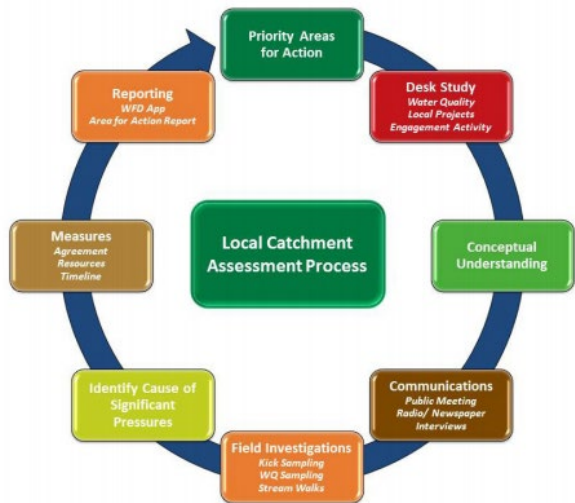 Priority Areas
for Action
Desk Study
Water Quality
Local Projects
Engagement Activity
Conceptual
Understanding
Communications
Public Meeting
Radio/ Newspaper
Interviews
Field Investigations
Kick Sampling
WQ Sampling
Stream Walks
Identify Cause of
Significant
Pressures
Measures
Agreement
Resources
Timeline
Reporting
WFD App
Area for Action Report
Local Catchment
Assessment Process